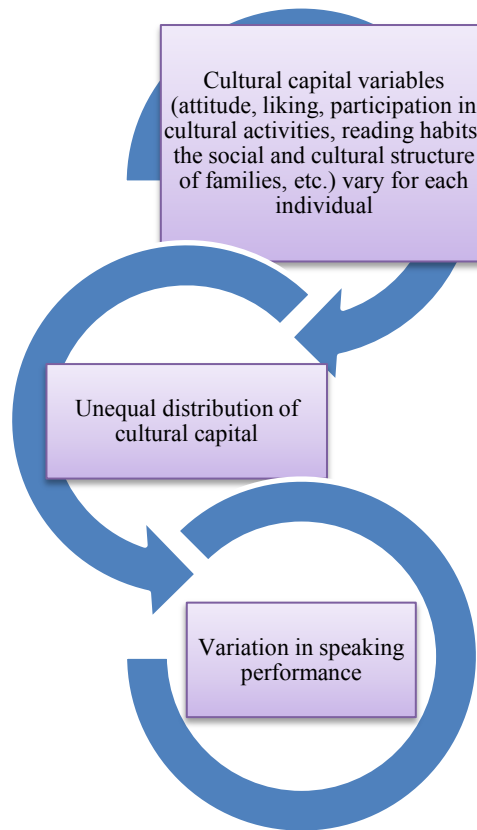 Cultural capital variables
(attitude, liking, participation in
cultural activities, reading habits
the social and cultural structure
of families, etc.) vary for each
individual
Unequal distribution of
cultural capital
Variation in speaking
performance